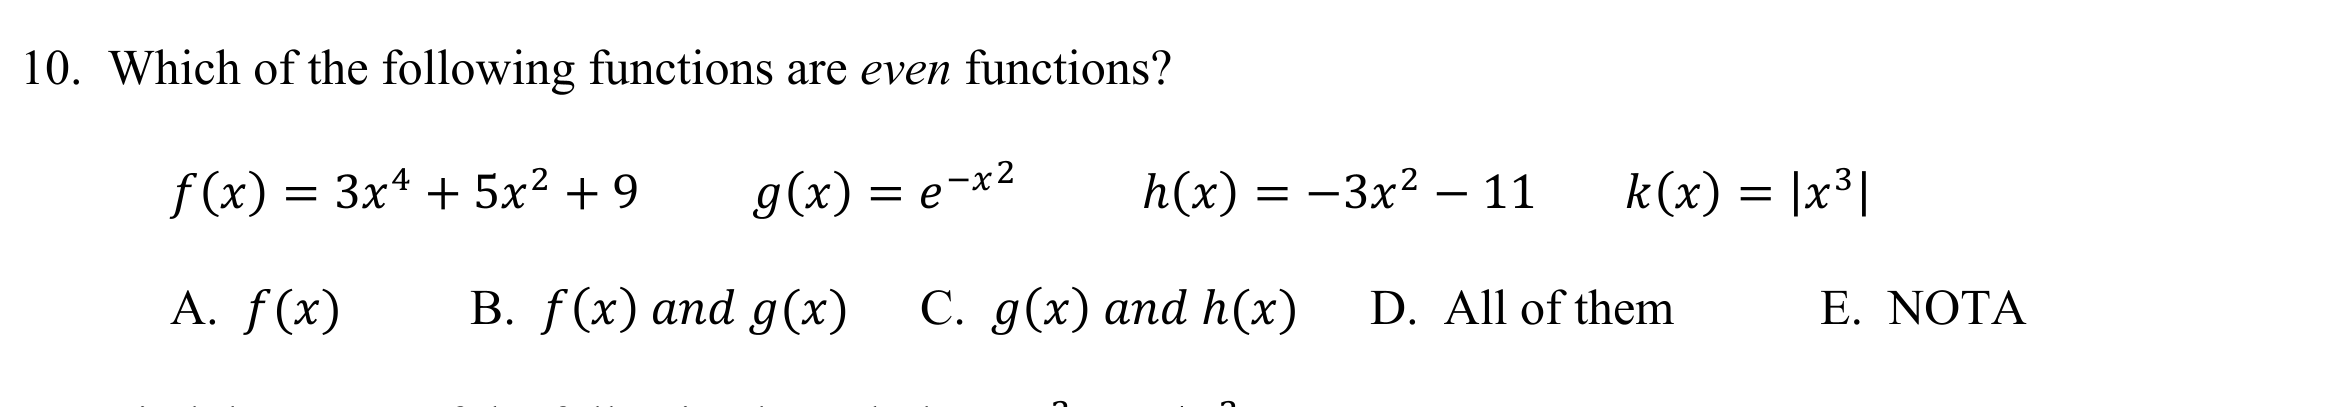 10. Which of the following functions are even functions?
f(x) = 3x⁴ + 5x² + 9 g(x) = e^{-x^2} h(x) = −3x² − 11 k(x) = |x³|
A. f(x) B. f(x) and g(x) C. g(x) and h(x) D. All of them E. NOTA